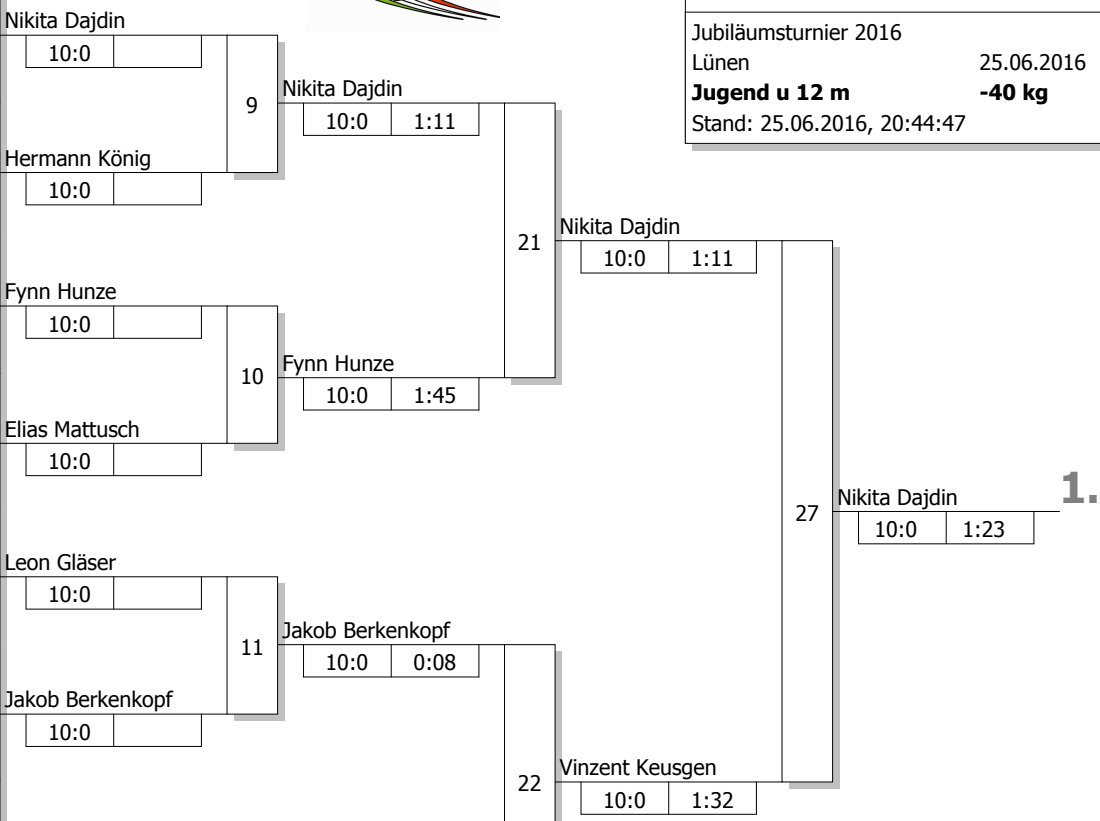 Jubiläumsturnier 2016
Lünen 25.06.2016
Jugend u 12 m -40 kg
Stand: 25.06.2016, 20:44:47
Nikita Dajdin
10:0
9
Hermann König
10:0
Nikita Dajdin
10:0 1:11
21
Fynn Hunze
10:0
10
Elias Mattusch
10:0
Fynn Hunze
10:0 1:45
Nikita Dajdin
10:0 1:11
27
Nikita Dajdin
10:0 1:23
1.
Leon Gläser
10:0
11
Jakob Berkenkopf
10:0
Jakob Berkenkopf
10:0 0:08
22
Vinzent Keusgen
10:0 1:32